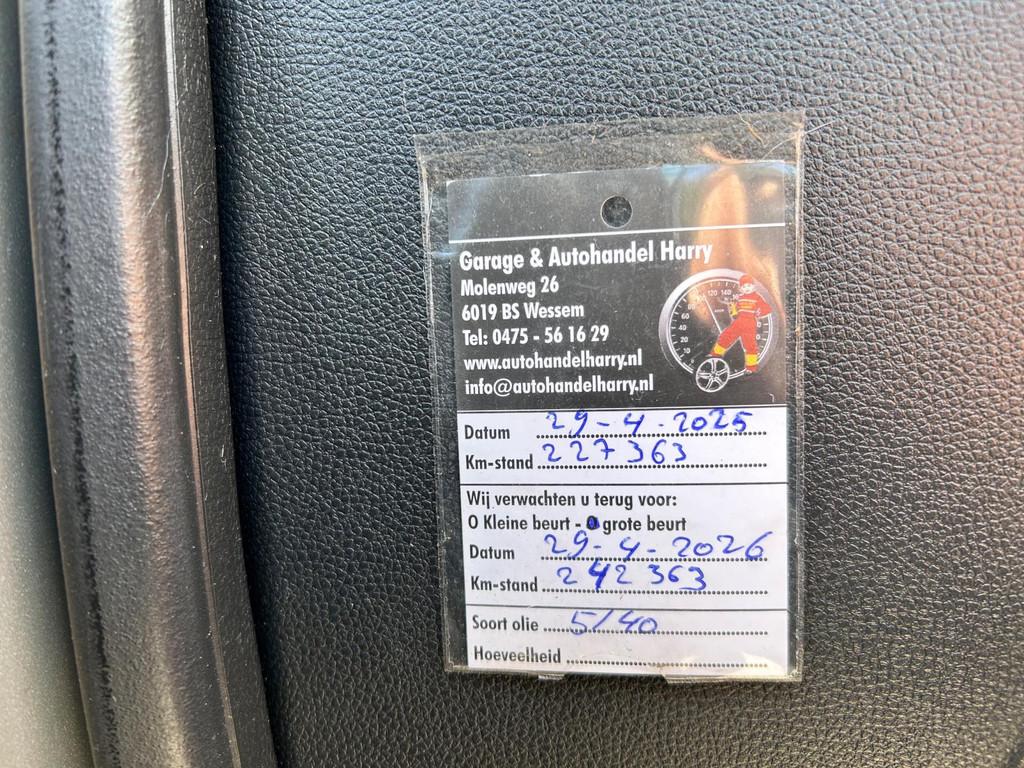 Garage & Autohandel Harry
Molenweg 26
6019 BS Wessem
Tel: 0475 - 56 16 29
www.autohandelharry.nl
info@autohandelharry.nl
Datum 29-4-2025
Km-stand 227363
Wij verwachten u terug voor:
O Kleine beurt - O grote beurt
Datum 29-4-2026
Km-stand 242363
Soort olie 5/40
Hoeveelheid